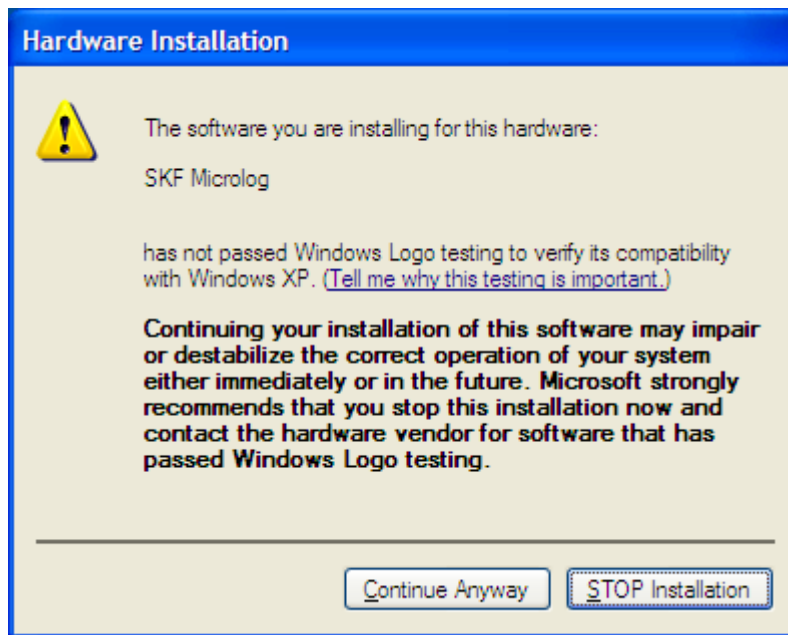 Hardware Installation
The software you are installing for this hardware:
SKF Microlog
has not passed Windows Logo testing to verify its compatibility
with Windows XP. (Tell me why this testing is important.)
Continuing your installation of this software may impair
or destabilize the correct operation of your system
either immediately or in the future. Microsoft strongly
recommends that you stop this installation now and
contact the hardware vendor for software that has
passed Windows Logo testing.
Continue Anyway
STOP Installation